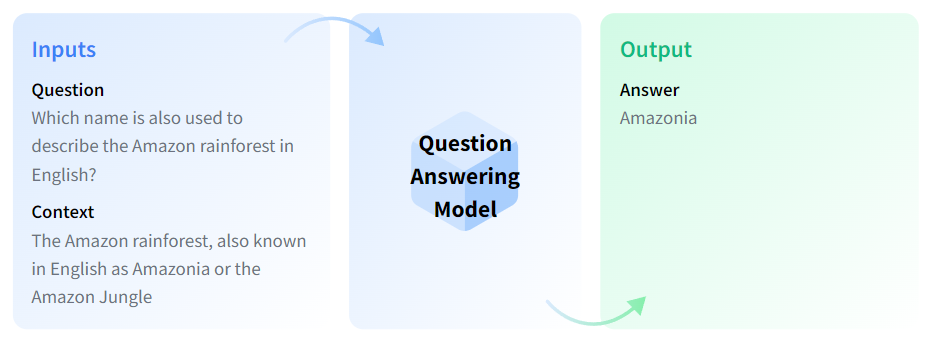 Inputs
Question
Which name is also used to
describe the Amazon rainforest in
English?
Context
The Amazon rainforest, also known
in English as Amazonia or the
Amazon Jungle
Question
Answering
Model
Output
Answer
Amazonia